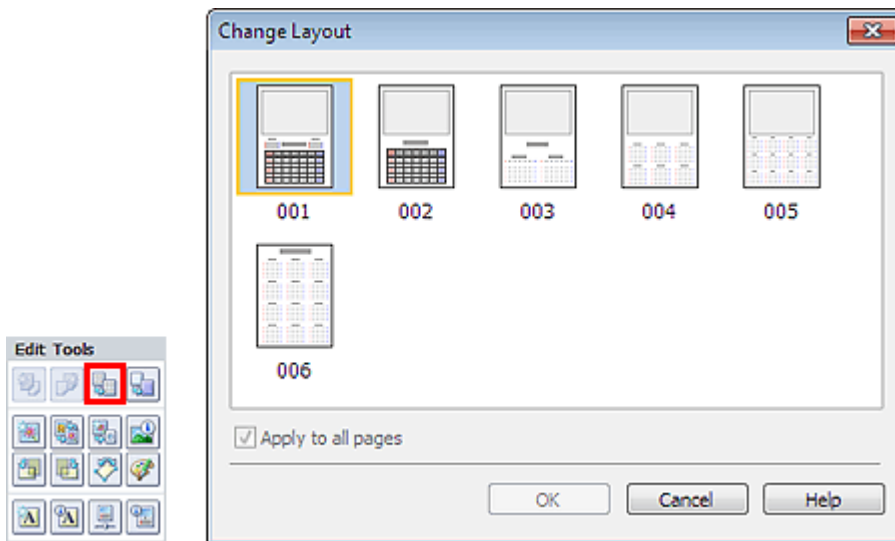 Change Layout
001 002 003 004 005
006
Apply to all pages
OK Cancel Help
Edit Tools